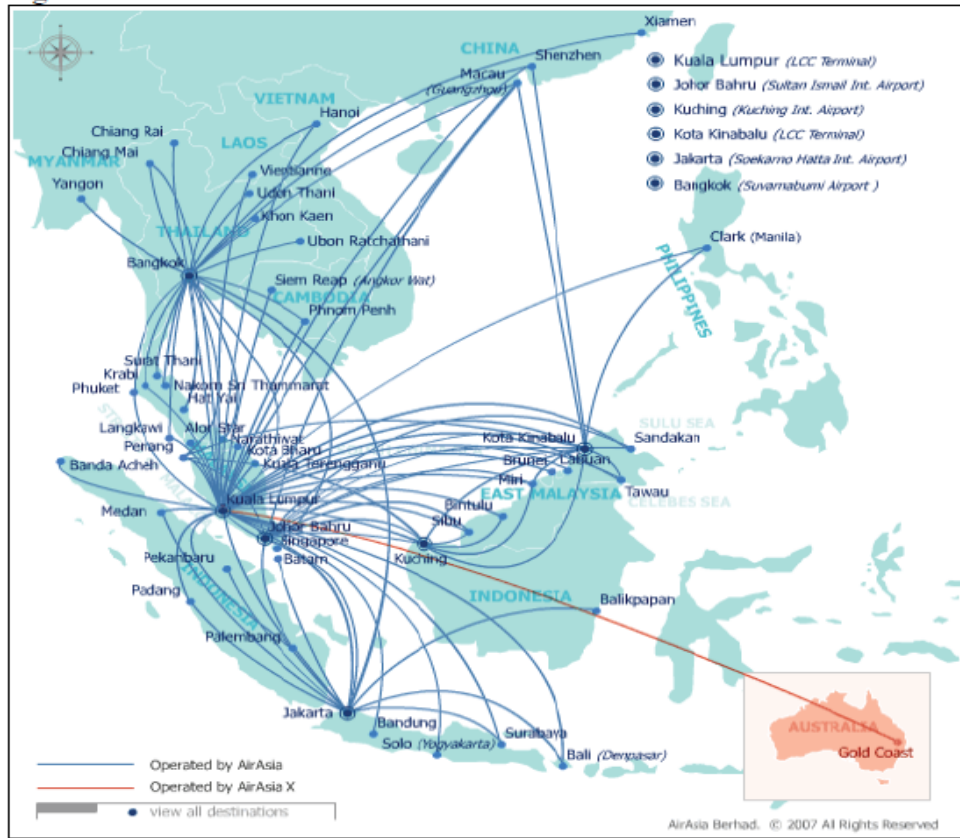 Xiamen
CHINA
Shenzhen
Macau
(Guangzhou)
Kuala Lumpur (LCC Terminal)
Johor Bahru (Sultan Ismail Int. Airport)
Kuching (Kuching Int. Airport)
Kota Kinabalu (LCC Terminal)
Jakarta (Soekarno Hatta Int. Airport)
Bangkok (Suvarnabumi Airport )
VIETNAM
Hanoi
Chiang Rai
LAOS
Chiang Mai
MYANMAR
Vientianne
Yangon
Udon Thani
Khon Kaen
THAILAND
Ubon Ratchathani
Clark (Manila)
PHILIPPINES
Bangkok
Siem Reap (Angkor Wat)
CAMBODIA
Phnom Penh
Surat Thani
Krabi
Phuket
Nakorn Sri Thammarat
Hat Yai
Langkawi
Alor Star
Narathiwat
Penang
Kota Bharu
Kuala Terengganu
Kota Kinabalu
SULU SEA
Sandakan
Banda Acheh
Brunei
Labuan
Miri
EAST MALAYSIA
Tawau
CELEBES SEA
Kuala Lumpur
Medan
Bintulu
Sibu
Johor Bahru
Singapore
Kuching
Batam
Pekanbaru
INDONESIA
Padang
INDONESIA
Balikpapan
Palembang
Jakarta
Bandung
Solo (Yogyakarta)
Surabaya
Bali (Denpasar)
AUSTRALIA
Gold Coast
Operated by AirAsia
Operated by AirAsia X
view all destinations
AirAsia Berhad. © 2007 All Rights Reserved